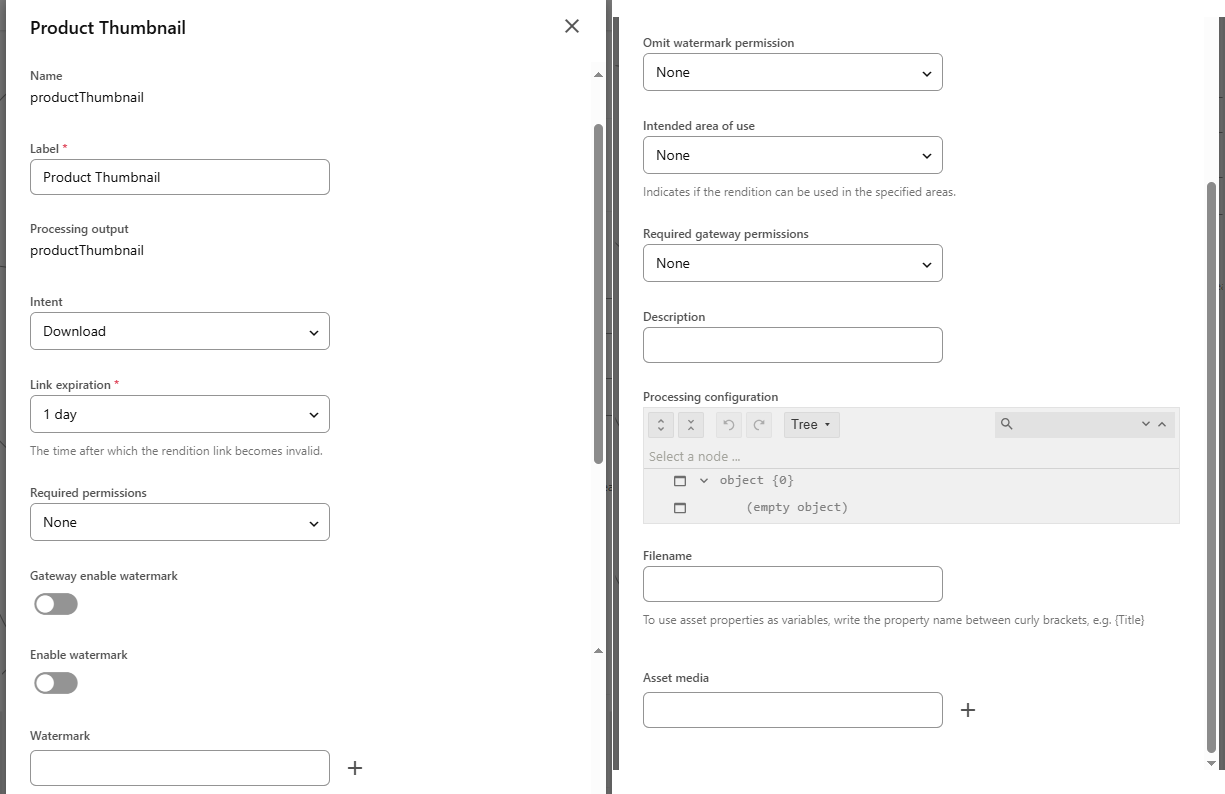 Product Thumbnail
Name
productThumbnail
Label *
Product Thumbnail
Processing output
productThumbnail
Intent
Download
Link expiration *
1 day
The time after which the rendition link becomes invalid.
Required permissions
None
Gateway enable watermark
Enable watermark
Watermark
Omit watermark permission
None
Intended area of use
None
Indicates if the rendition can be used in the specified areas.
Required gateway permissions
None
Description
Processing configuration
Tree
Select a node ...
object {0}
(empty object)
Filename
To use asset properties as variables, write the property name between curly brackets, e.g. {Title}
Asset media